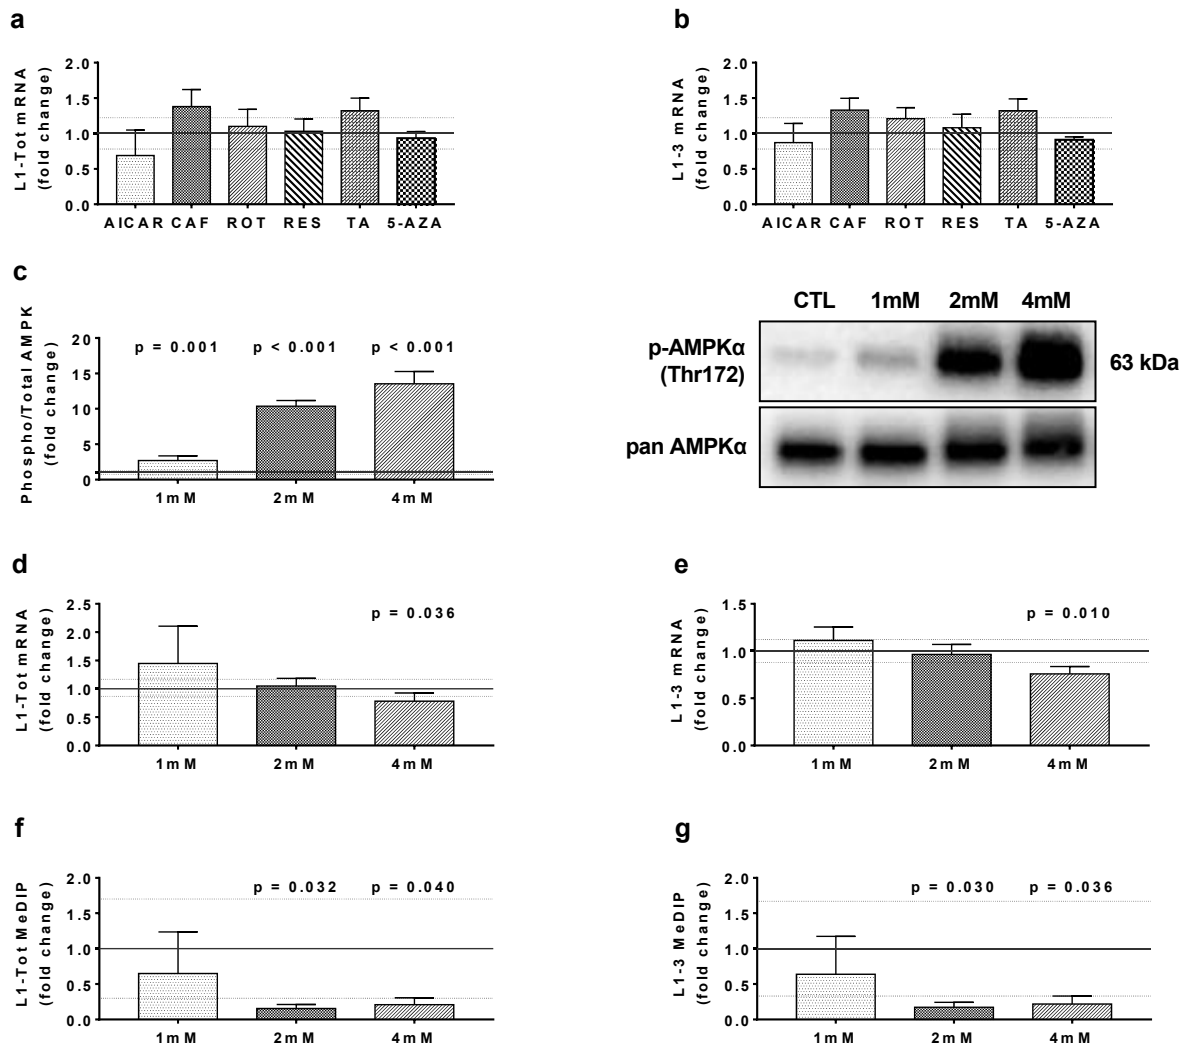 a
L1-Tot mRNA
(fold change)
2.0
1.5
1.0
0.5
0.0
AICAR CAF ROT RES TA 5-AZA
b
L1-3 mRNA
(fold change)
2.0
1.5
1.0
0.5
0.0
AICAR CAF ROT RES TA 5-AZA
c
Phospho/Total AMPK
(fold change)
20
15
10
5
0
p = 0.001 p < 0.001 p < 0.001
1mM 2mM 4mM
CTL 1mM 2mM 4mM
p-AMPKα
(Thr172)
63 kDa
pan AMPKα
d
L1-Tot mRNA
(fold change)
2.5
2.0
1.5
1.0
0.5
0.0
p = 0.036
1mM 2mM 4mM
e
L1-3 mRNA
(fold change)
1.5
1.0
0.5
0.0
p = 0.010
1mM 2mM 4mM
f
L1-Tot MeDIP
(fold change)
2.0
1.5
1.0
0.5
0.0
p = 0.032 p = 0.040
1mM 2mM 4mM
g
L1-3 MeDIP
(fold change)
2.0
1.5
1.0
0.5
0.0
p = 0.030 p = 0.036
1mM 2mM 4mM